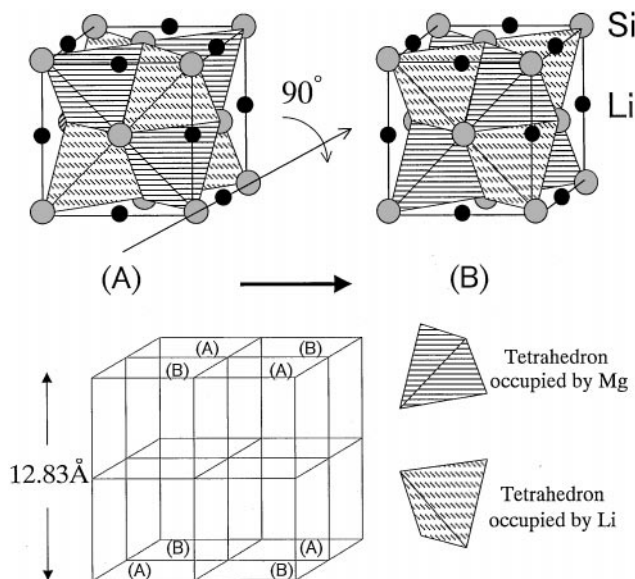 Si
Li
90°
(A)
(B)
(A)
(B)
(B)
(A)
12.83Å
(B)
(A)
(A)
(B)
Tetrahedron
occupied by Mg
Tetrahedron
occupied by Li